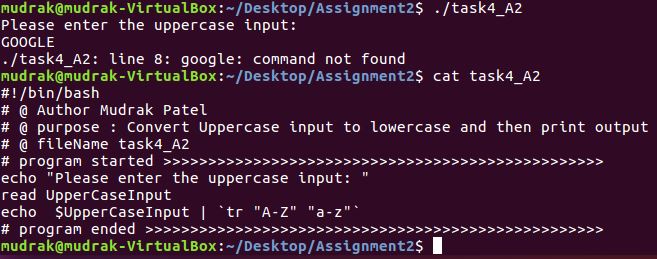 mudrak@mudrak-VirtualBox:~/Desktop/Assignment2$ ./task4_A2
Please enter the uppercase input:
GOOGLE
./task4_A2: line 8: google: command not found
mudrak@mudrak-VirtualBox:~/Desktop/Assignment2$ cat task4_A2
#!/bin/bash
# @ Author Mudrak Patel
# @ purpose : Convert Uppercase input to lowercase and then print output
# @ fileName task4_A2
# program started >>>>>>>>>>>>>>>>>>>>>>>>>>>>>>>>>>>>>>>>>>>>>>>>>
echo "Please enter the uppercase input: "
read UpperCaseInput
echo  $UpperCaseInput | `tr "A-Z" "a-z"`
# program ended >>>>>>>>>>>>>>>>>>>>>>>>>>>>>>>>>>>>>>>>>>>>>>>>>>>
mudrak@mudrak-VirtualBox:~/Desktop/Assignment2$